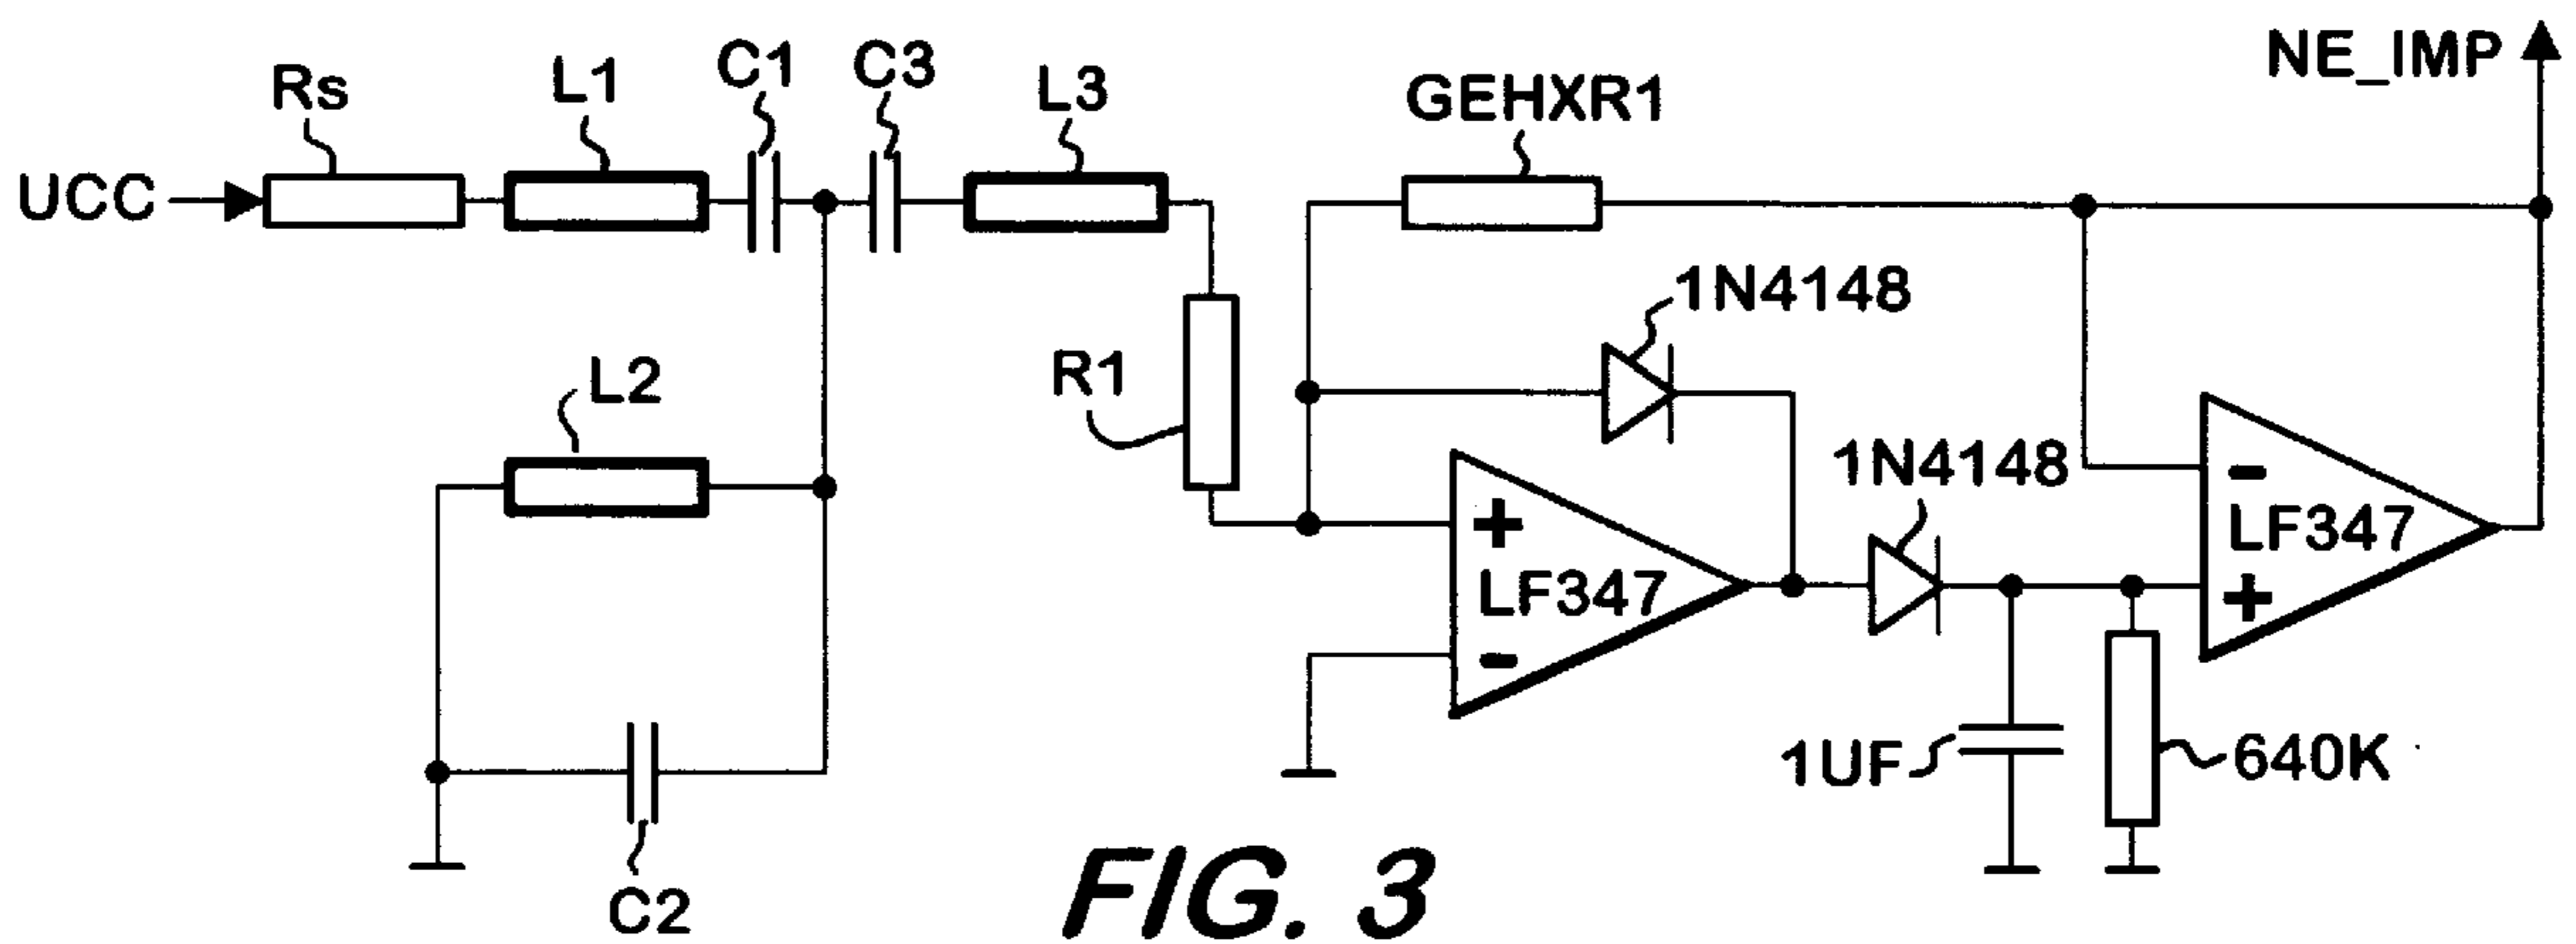 UCC
Rs
L1
C1
C3
L3
GEHXR1
NE_IMP
1N4148
R1
L2
1N4148
+
LF347
-
-
LF347
+
1UF
640K
C2
FIG. 3